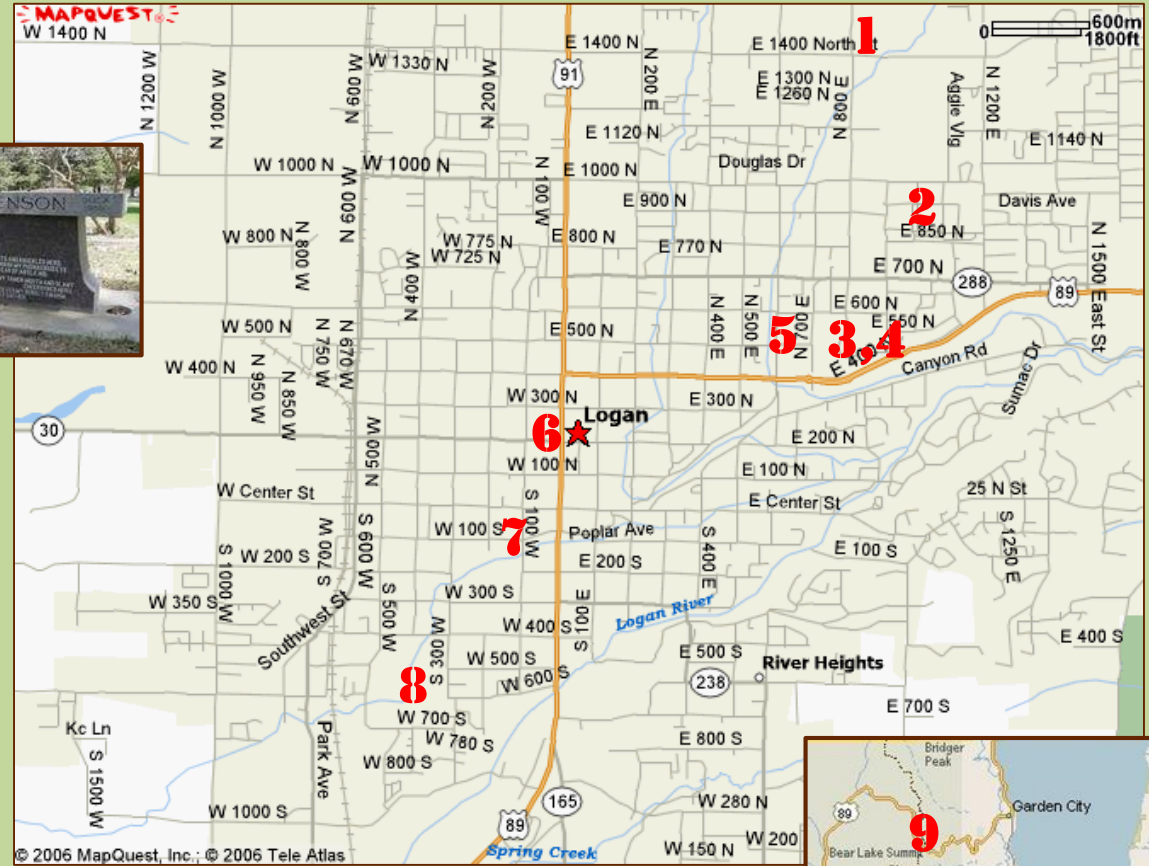 MAPQUEST
W 1400 N
E 1400 N
E 1400 North St
1
0 600m
1800ft
W 1330 N
N 1200 W
N 1000 W
N 600 W
N 200 W
91
N 200 E
E 1300 N
E 1260 N
N 800 E
Aggie Vlg
N 1200 E
E 1120 N
E 1140 N
W 1000 N
W 1000 N
E 1000 N
Douglas Dr
N 100 W
N 600 W
E 900 N
2
Davis Ave
ENSON
W 800 N
N 800 W
W 775 N
W 725 N
E 800 N
E 770 N
E 850 N
N 1500 East St
E 700 N
288
89
N 400 W
W 500 N
N 750 W
N 670 W
E 500 N
N 400 E
N 500 E
5
N 700 E
E 600 N
E 550 N
3, 4
E 400 N
Canyon Rd
Sumac Dr
W 400 N
N 950 W
N 850 W
W 300 N
E 300 N
Logan
6
30
N 500 W
E 200 N
W 100 N
E 100 N
W Center St
E Center St
25 N St
S 100 W
W 100 S
7
Poplar Ave
S 700 W
S 600 W
S 400 E
S 1250 E
W 200 S
E 200 S
E 100 S
S 1000 W
W 350 S
S 500 W
W 300 S
S 100 E
Logan River
Southwest St
S 300 W
W 400 S
E 400 S
W 500 S
E 500 S
River Heights
8
W 600 S
238
W 700 S
E 700 S
Kc Ln
S 1500 W
Park Ave
W 780 S
E 800 S
W 800 S
Bridger
Peak
W 1000 S
165
W 280 N
89
Garden City
89
9
W 200
W 150 N
Bear Lake Summit
Spring Creek
© 2006 MapQuest, Inc.; © 2006 Tele Atlas